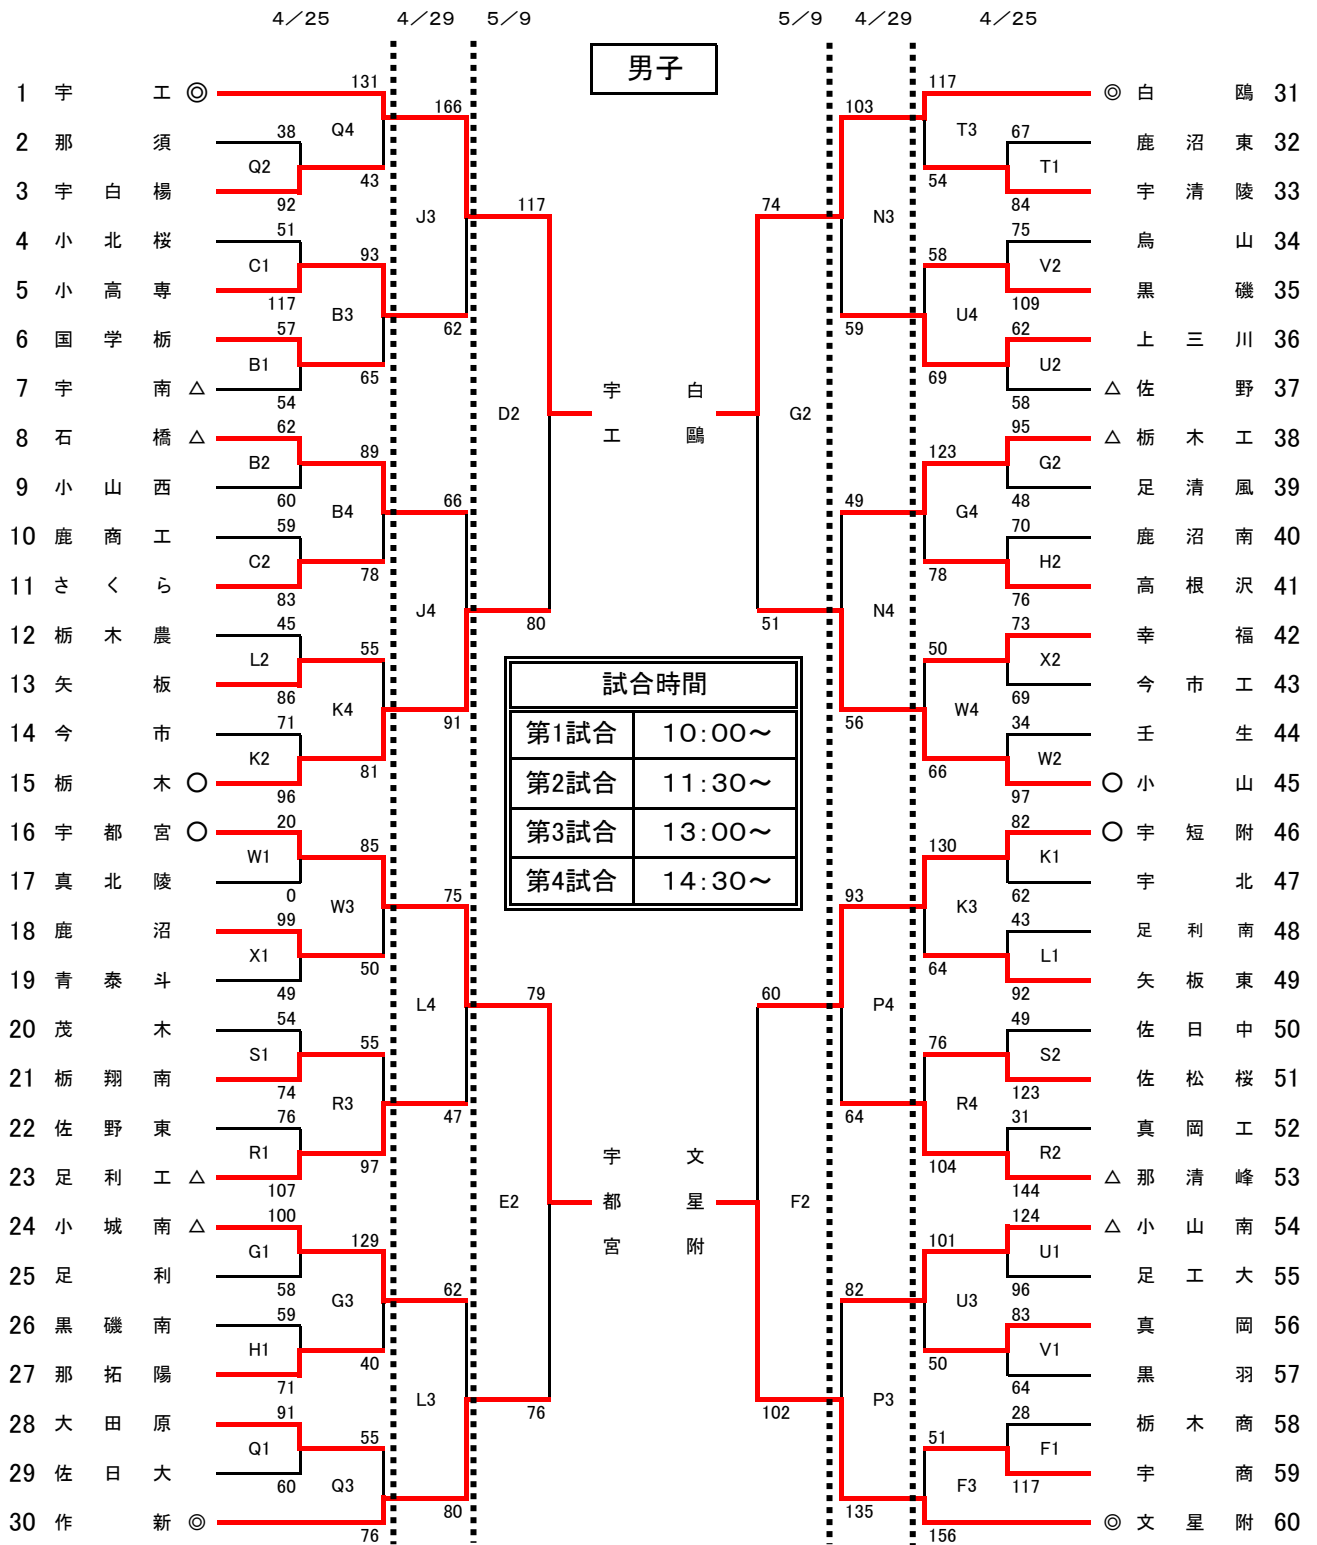 4／25 4／29 5／9 5／9 4／29 4／25
男子
1 宇工 ◎ 131 166 103 117 ◎ 白鴎 31
2 那須 38 Q2 Q4 T3 67 T1 鹿沼東 32
3 宇白楊 92 43 54 84 宇清陵 33
J3 117 74 N3
4 小北桜 51 C1 93 58 75 V2 烏山 34
5 小高専 117 B3 U4 109 黒磯 35
6 国学栃 57 B1 62 59 62 U2 上三川 36
7 宇南 △ 54 65 69 58 △ 佐野 37
D2 宇工 白鷗 G2
8 石橋 △ 62 B2 89 123 95 G2 △ 栃木工 38
9 小山西 60 B4 66 49 G4 48 足清風 39
10 鹿商工 59 C2 70 H2 鹿沼南 40
11 さくら 83 78 78 76 高根沢 41
J4 80 51 N4
12 栃木農 45 L2 55 50 73 X2 幸福 42
13 矢板 86 K4 W4 69 今市工 43
14 今市 71 K2 91 56 34 W2 壬生 44
15 栃木 ○ 96 81 66 97 ○ 小山 45
試合時間
第1試合 10:00～
第2試合 11:30～
第3試合 13:00～
第4試合 14:30～
16 宇都宮 ○ 20 W1 85 130 82 K1 ○ 宇短附 46
17 真北陵 0 W3 75 93 K3 62 宇北 47
18 鹿沼 99 X1 43 L1 足利南 48
19 青泰斗 49 50 64 92 矢板東 49
L4 79 60 P4
20 茂木 54 S1 55 76 49 S2 佐日中 50
21 栃翔南 74 R3 R4 123 佐松桜 51
22 佐野東 76 R1 47 64 31 R2 真岡工 52
23 足利工 △ 107 97 104 144 △ 那清峰 53
E2 宇都宮 文星附 F2
24 小城南 △ 100 G1 129 101 124 U1 △ 小山南 54
25 足利 58 G3 62 82 U3 96 足工大 55
26 黒磯南 59 H1 83 V1 真岡 56
27 那拓陽 71 40 50 64 黒羽 57
L3 76 102 P3
28 大田原 91 Q1 55 51 28 F1 栃木商 58
29 佐日大 60 Q3 F3 117 宇商 59
30 作新 ◎ 76 80 135 156 ◎ 文星附 60